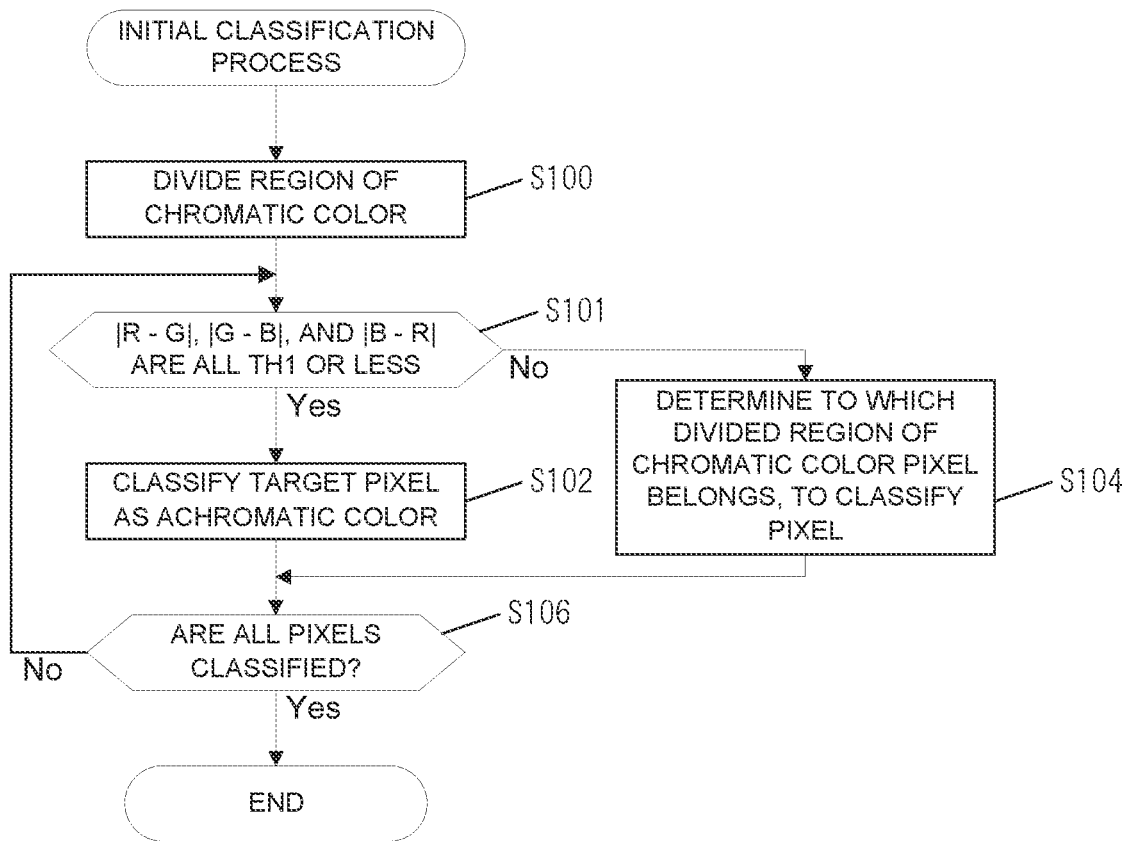 INITIAL CLASSIFICATION
PROCESS
DIVIDE REGION OF
CHROMATIC COLOR
S100
|R - G|, |G - B|, AND |B - R|
ARE ALL TH1 OR LESS
S101
No
Yes
CLASSIFY TARGET PIXEL
AS ACHROMATIC COLOR
S102
DETERMINE TO WHICH
DIVIDED REGION OF
CHROMATIC COLOR PIXEL
BELONGS, TO CLASSIFY
PIXEL
S104
ARE ALL PIXELS
CLASSIFIED?
S106
No
Yes
END